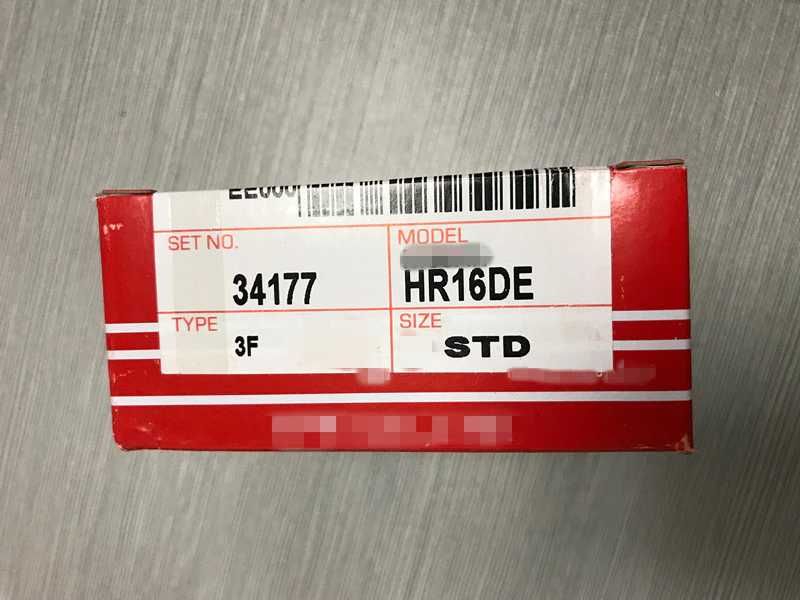 SET NO.
34177
MODEL
HR16DE
TYPE
3F
SIZE
STD